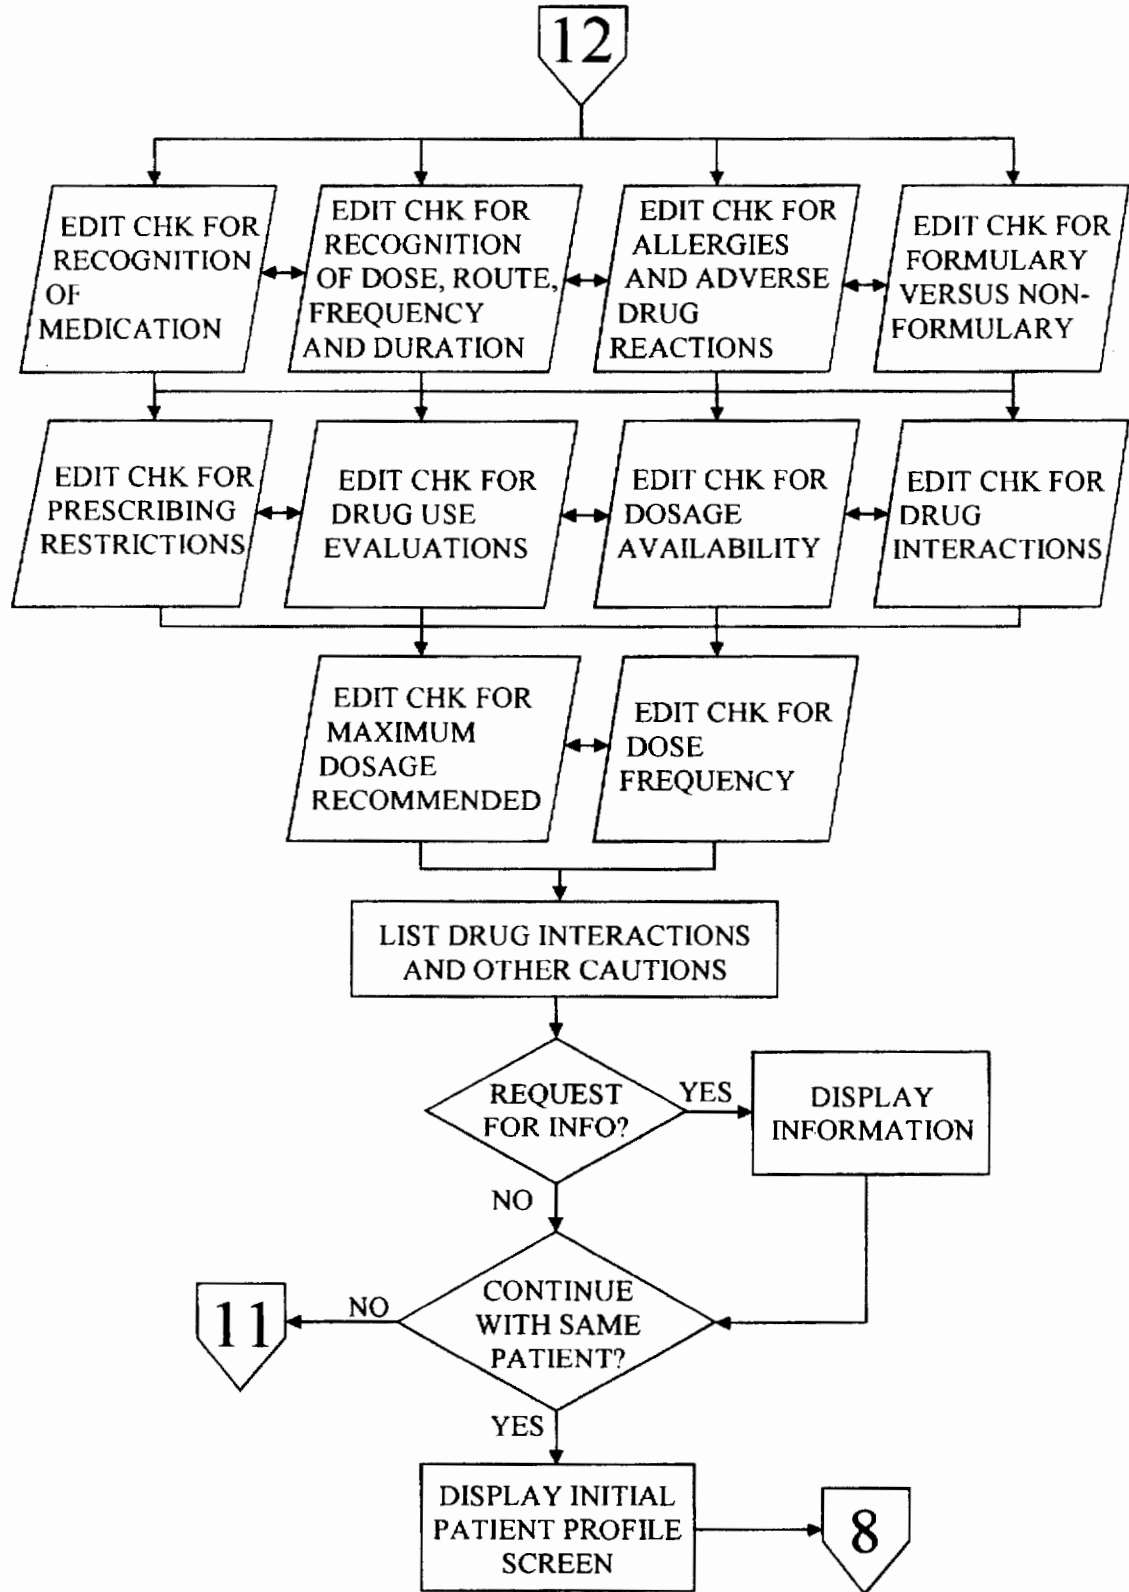 12
EDIT CHK FOR
RECOGNITION
OF
MEDICATION
EDIT CHK FOR
RECOGNITION
OF DOSE, ROUTE,
FREQUENCY
AND DURATION
EDIT CHK FOR
ALLERGIES
AND ADVERSE
DRUG
REACTIONS
EDIT CHK FOR
FORMULARY
VERSUS NON-
FORMULARY
EDIT CHK FOR
PRESCRIBING
RESTRICTIONS
EDIT CHK FOR
DRUG USE
EVALUATIONS
EDIT CHK FOR
DOSAGE
AVAILABILITY
EDIT CHK FOR
DRUG
INTERACTIONS
EDIT CHK FOR
MAXIMUM
DOSAGE
RECOMMENDED
EDIT CHK FOR
DOSE
FREQUENCY
LIST DRUG INTERACTIONS
AND OTHER CAUTIONS
REQUEST
FOR INFO?
YES
DISPLAY
INFORMATION
NO
CONTINUE
WITH SAME
PATIENT?
NO
11
YES
DISPLAY INITIAL
PATIENT PROFILE
SCREEN
8